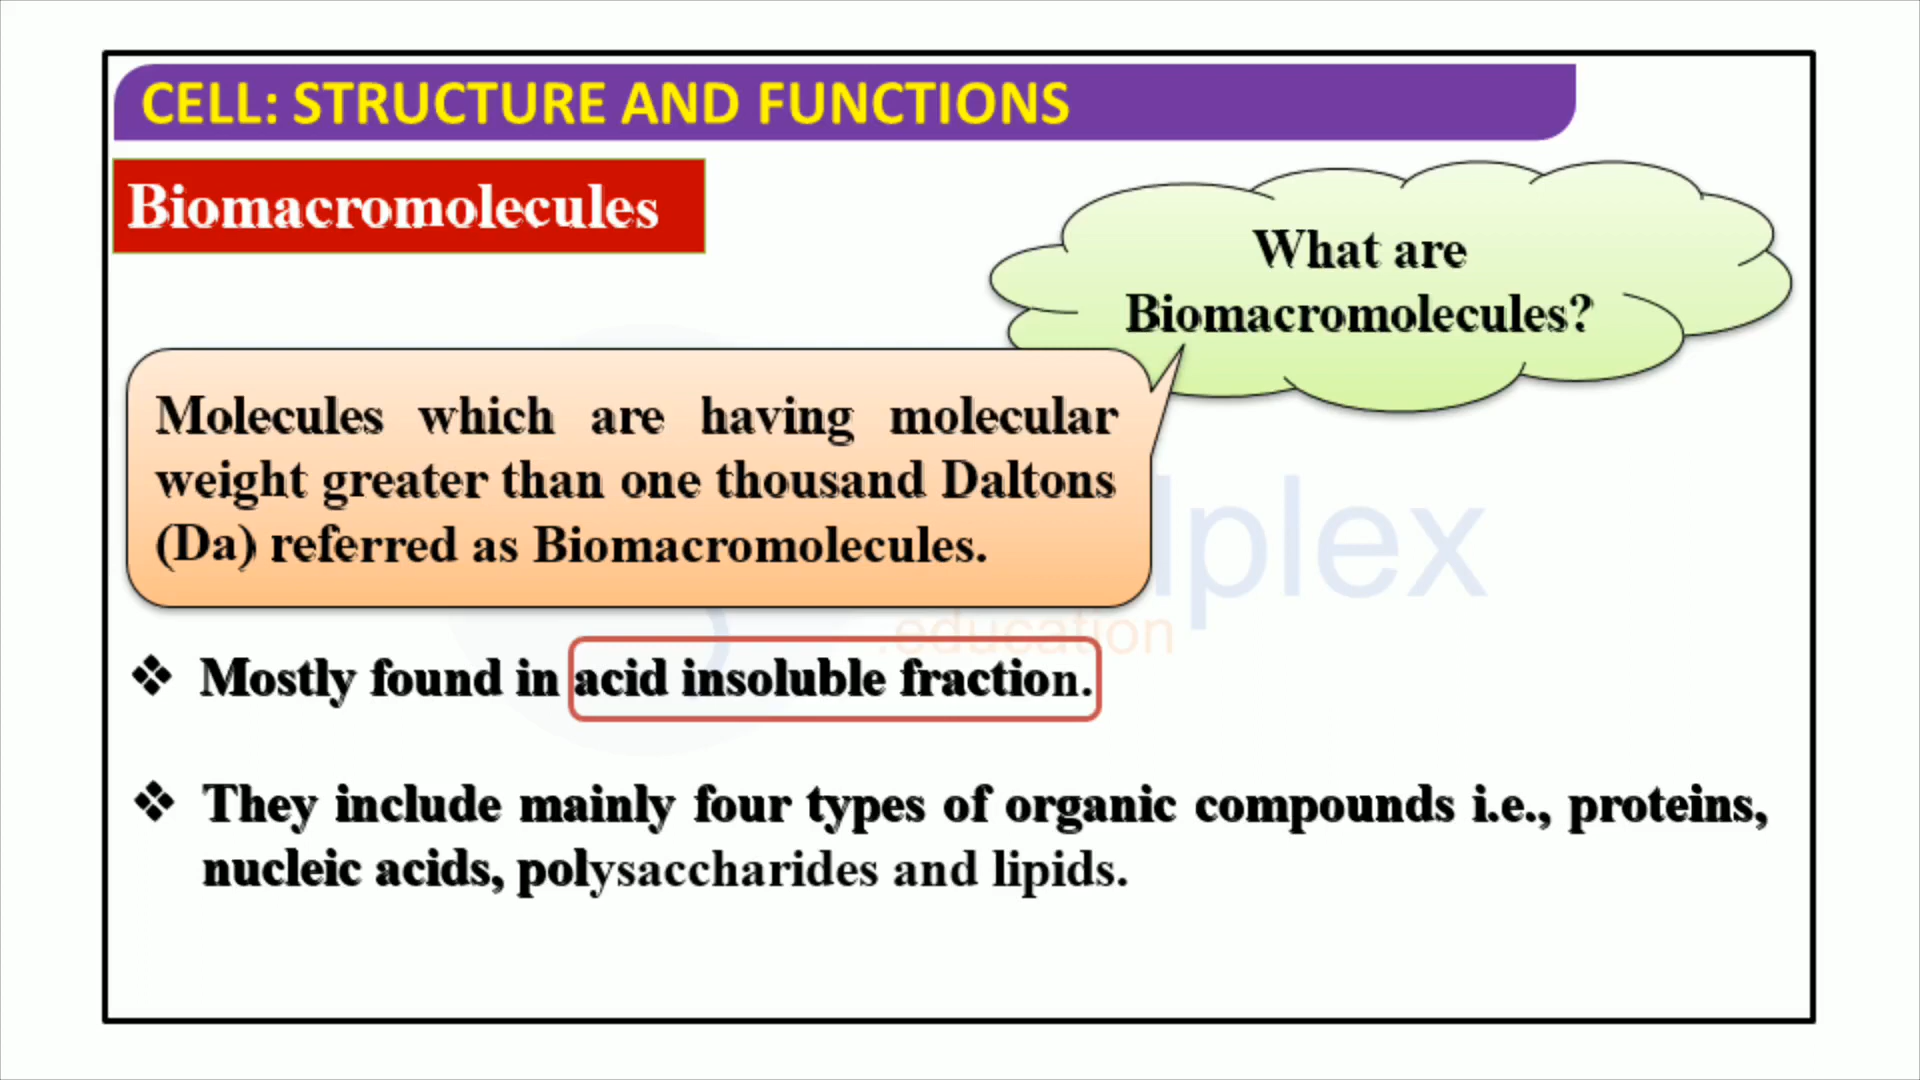 CELL: STRUCTURE AND FUNCTIONS
Biomacromolecules
What are
Biomacromolecules?
Molecules which are having molecular
weight greater than one thousand Daltons
(Da) referred as Biomacromolecules.
lplex
.education
❖ Mostly found in acid insoluble fraction.
❖ They include mainly four types of organic compounds i.e., proteins,
nucleic acids, polysaccharides and lipids.